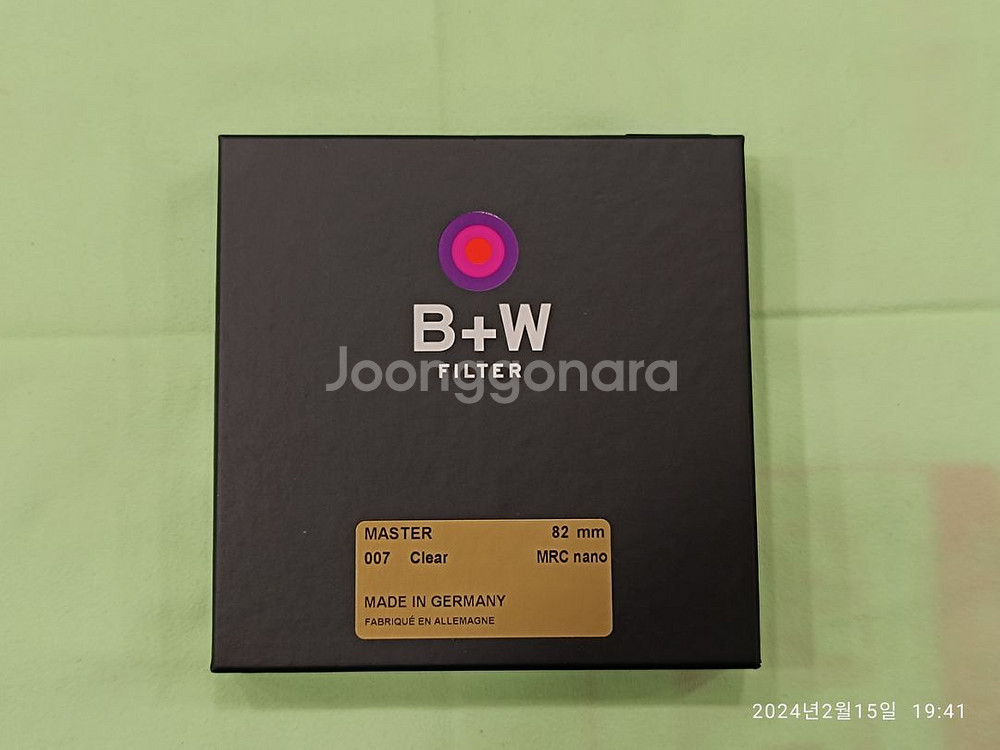 B+W
FILTER
Joonggonara
MASTER 82 mm
007 Clear MRC nano
MADE IN GERMANY
FABRIQUÉ EN ALLEMAGNE
2024년2월15일 19:41